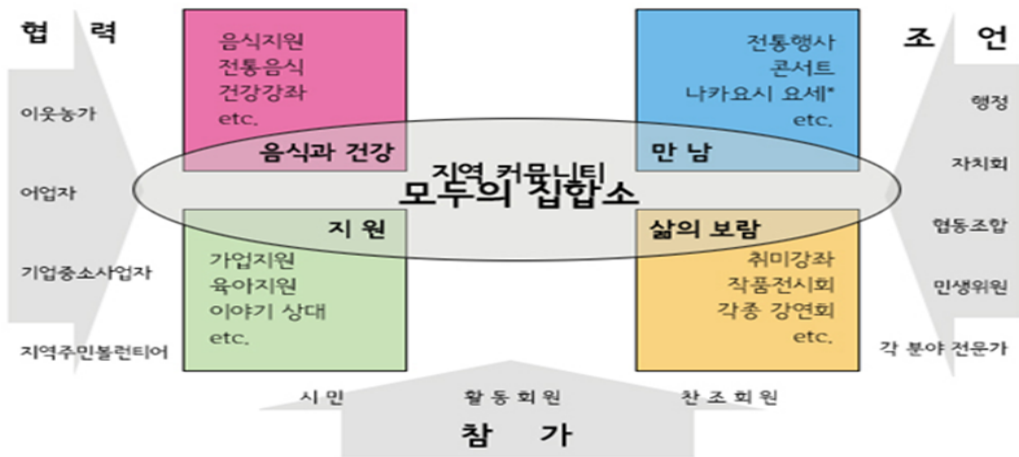 협 력
이웃농가
어업자
기업중소사업자
지역주민볼런티어
음식지원
전통음식
건강강좌
etc.
음식과 건강
전통행사
콘서트
나카요시 요세*
etc.
만 남
지역 커뮤니티
모두의 집합소
지 원
가업지원
육아지원
이야기 상대
etc.
삶의 보람
취미강좌
작품전시회
각종 강연회
etc.
조 언
행정
자치회
협동조합
민생위원
각 분야 전문가
시 민
활 동 회 원
찬 조 회 원
참 가